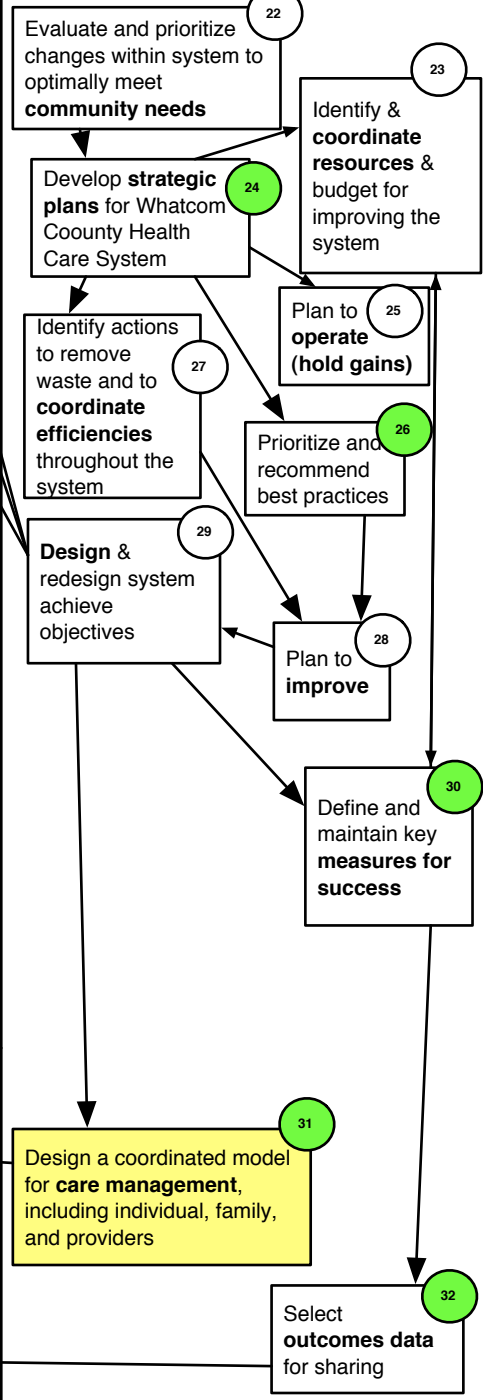 22
Evaluate and prioritize
changes within system to
optimally meet
community needs
23
Identify &
coordinate
resources &
budget for
improving the
system
24
Develop strategic
plans for Whatcom
Coounty Health
Care System
25
Plan to
operate
(hold gains)
27
Identify actions
to remove
waste and to
coordinate
efficiencies
throughout the
system
26
Prioritize and
recommend
best practices
29
Design &
redesign system
achieve
objectives
28
Plan to
improve
30
Define and
maintain key
measures for
success
31
Design a coordinated model
for care management,
including individual, family,
and providers
32
Select
outcomes data
for sharing